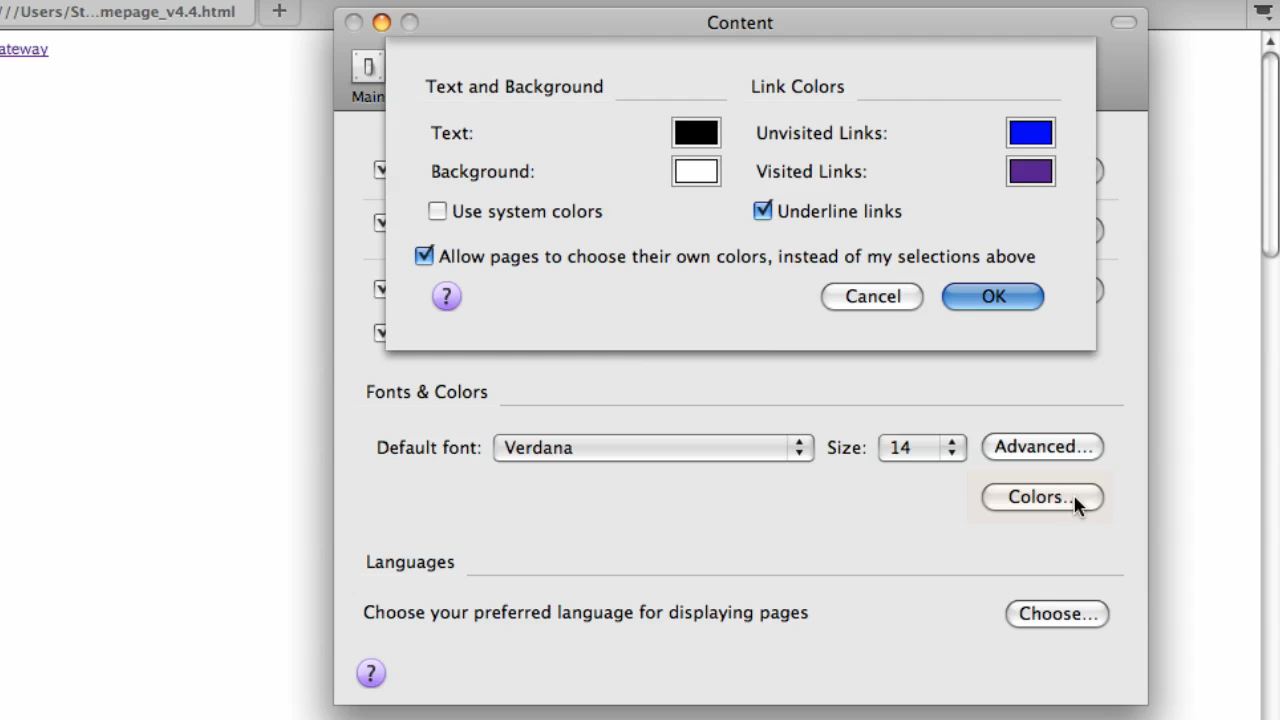 ///Users/St...mepage_v4.4.html
+
ateway
Content
Main
Text and Background
Link Colors
Text:
Unvisited Links:
Background:
Visited Links:
Use system colors
Underline links
Allow pages to choose their own colors, instead of my selections above
?
Cancel
OK
Fonts & Colors
Default font:
Verdana
Size:
14
Advanced...
Colors...
Languages
Choose your preferred language for displaying pages
Choose...
?